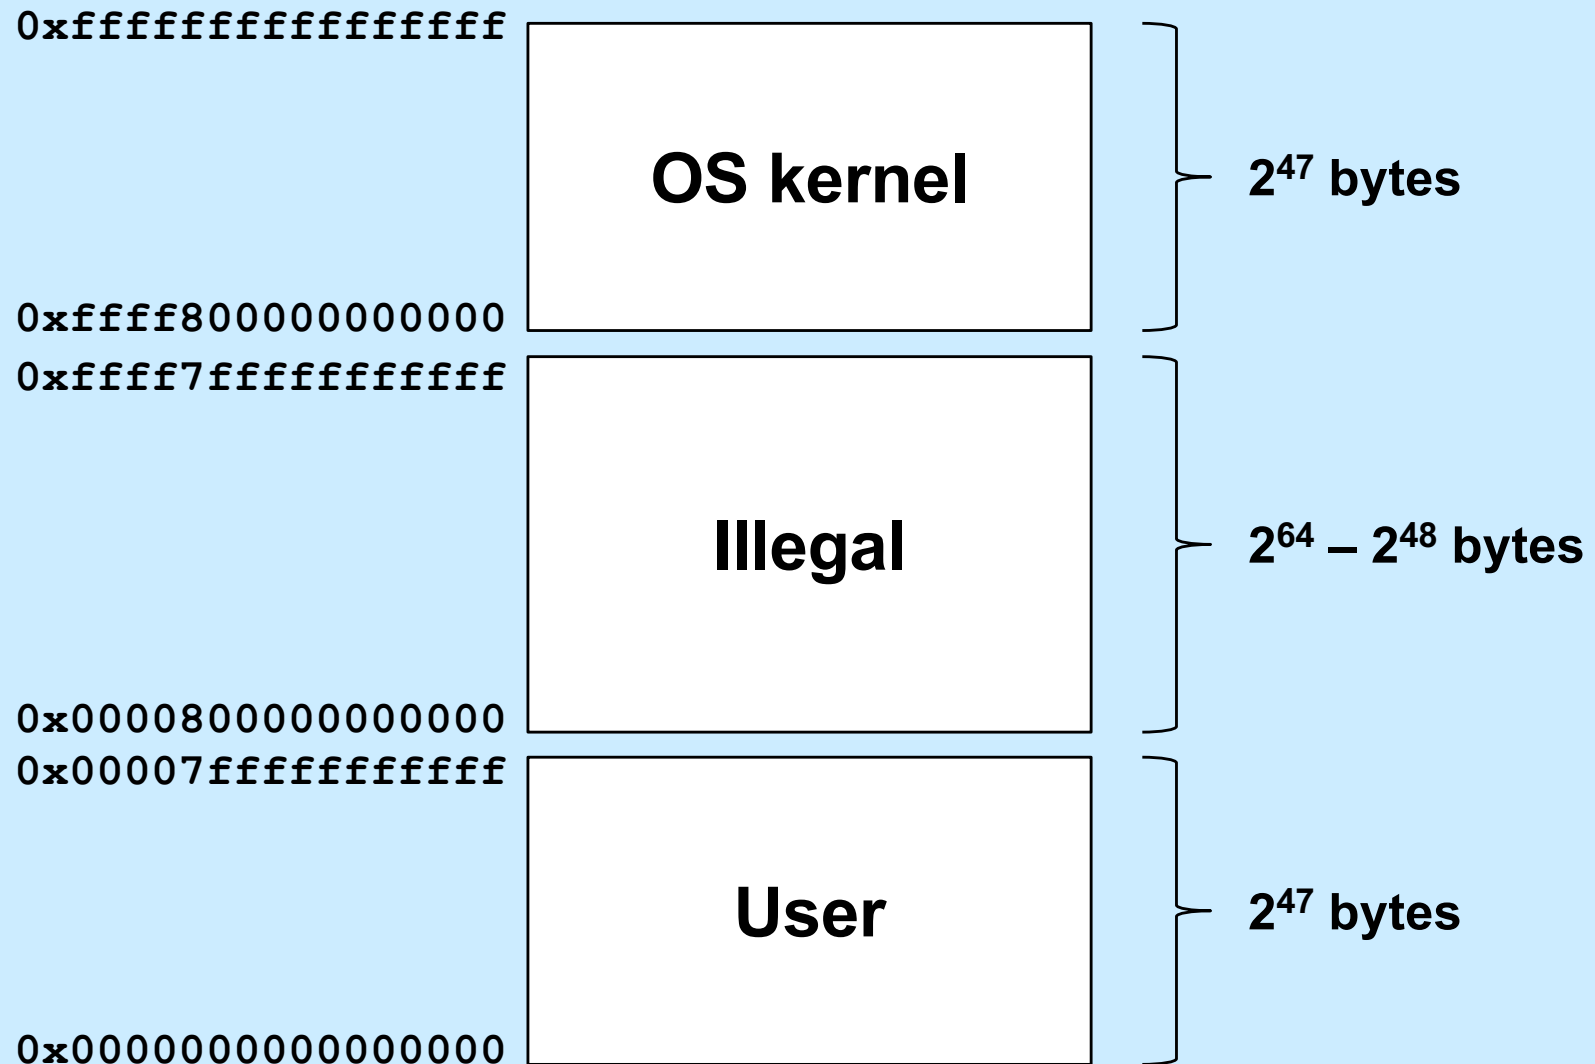 0xffffffffffffffff
OS kernel
2⁴⁷ bytes
0xffff800000000000
0xffff7fffffffffff
Illegal
2⁶⁴ – 2⁴⁸ bytes
0x0000800000000000
0x00007fffffffffff
User
2⁴⁷ bytes
0x0000000000000000